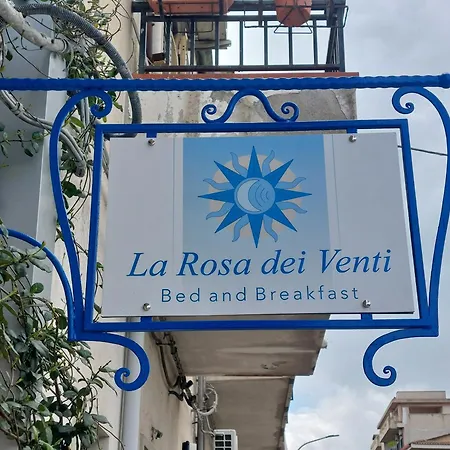 La Rosa dei Venti
Bed and Breakfast